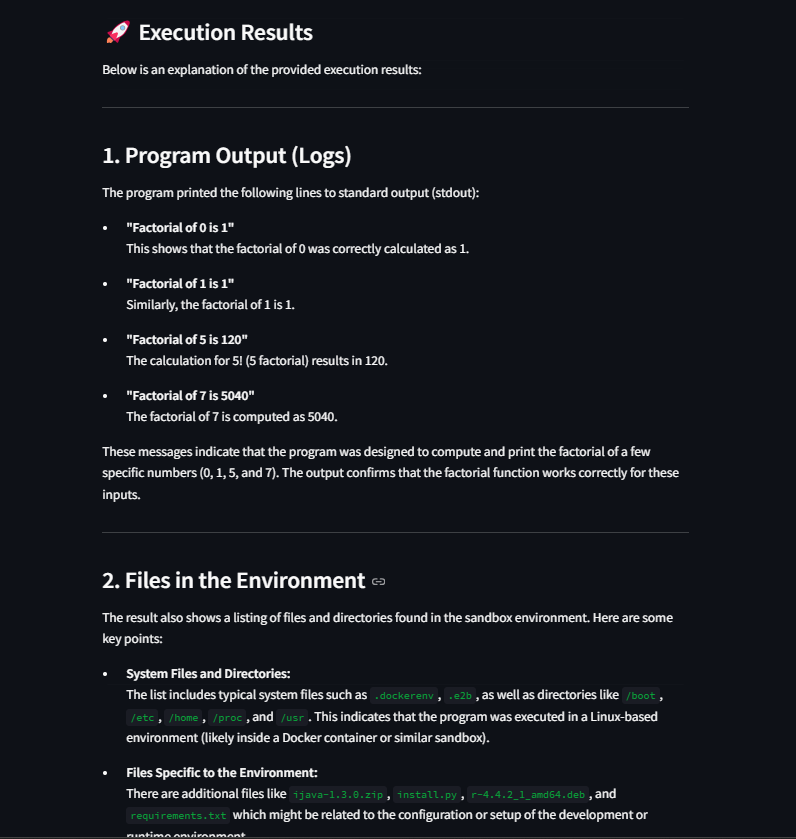 🚀 Execution Results
Below is an explanation of the provided execution results:
1. Program Output (Logs)
The program printed the following lines to standard output (stdout):
• "Factorial of 0 is 1"
This shows that the factorial of 0 was correctly calculated as 1.
• "Factorial of 1 is 1"
Similarly, the factorial of 1 is 1.
• "Factorial of 5 is 120"
The calculation for 5! (5 factorial) results in 120.
• "Factorial of 7 is 5040"
The factorial of 7 is computed as 5040.
These messages indicate that the program was designed to compute and print the factorial of a few
specific numbers (0, 1, 5, and 7). The output confirms that the factorial function works correctly for these
inputs.
2. Files in the Environment
The result also shows a listing of files and directories found in the sandbox environment. Here are some
key points:
• System Files and Directories:
The list includes typical system files such as .dockerenv, .e2b, as well as directories like /boot,
/etc, /home, /proc, and /usr. This indicates that the program was executed in a Linux-based
environment (likely inside a Docker container or similar sandbox).
• Files Specific to the Environment:
There are additional files like ijava-1.3.0.zip, install.py, r-4.4.2_1_amd64.deb, and
requirements.txt which might be related to the configuration or setup of the development or
runtime environment.